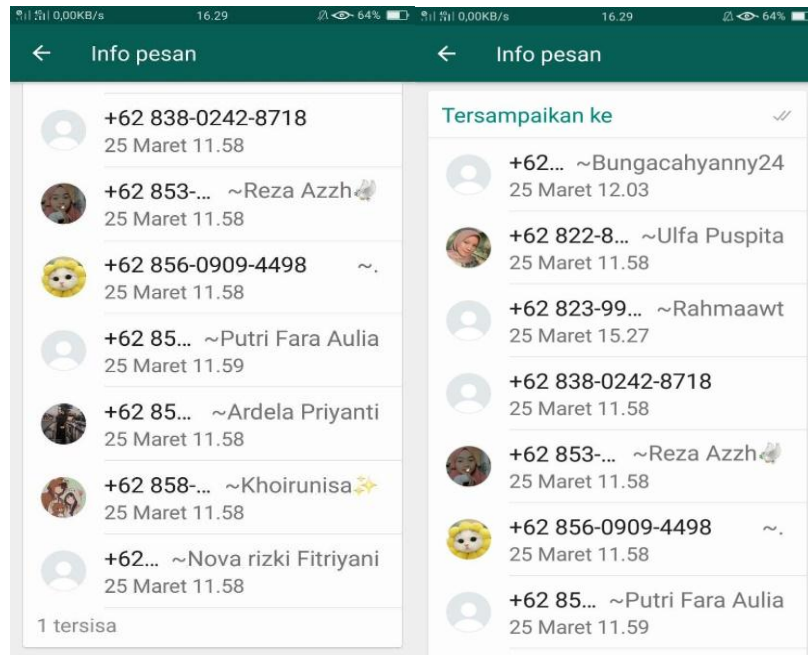 0,00KB/s 16.29 64%
Info pesan
+62 838-0242-8718
25 Maret 11.58
+62 853-... ~Reza Azzh🕊
25 Maret 11.58
+62 856-0909-4498 ~.
25 Maret 11.58
+62 85... ~Putri Fara Aulia
25 Maret 11.59
+62 85... ~Ardela Priyanti
25 Maret 11.58
+62 858-... ~Khoirunisa✨
25 Maret 11.58
+62... ~Nova rizki Fitriyani
25 Maret 11.58
1 tersisa
0,00KB/s 16.29 64%
Info pesan
Tersampaikan ke
+62... ~Bungacahyanny24
25 Maret 12.03
+62 822-8... ~Ulfa Puspita
25 Maret 11.58
+62 823-99... ~Rahmaawt
25 Maret 15.27
+62 838-0242-8718
25 Maret 11.58
+62 853-... ~Reza Azzh🕊
25 Maret 11.58
+62 856-0909-4498 ~.
25 Maret 11.58
+62 85... ~Putri Fara Aulia
25 Maret 11.59